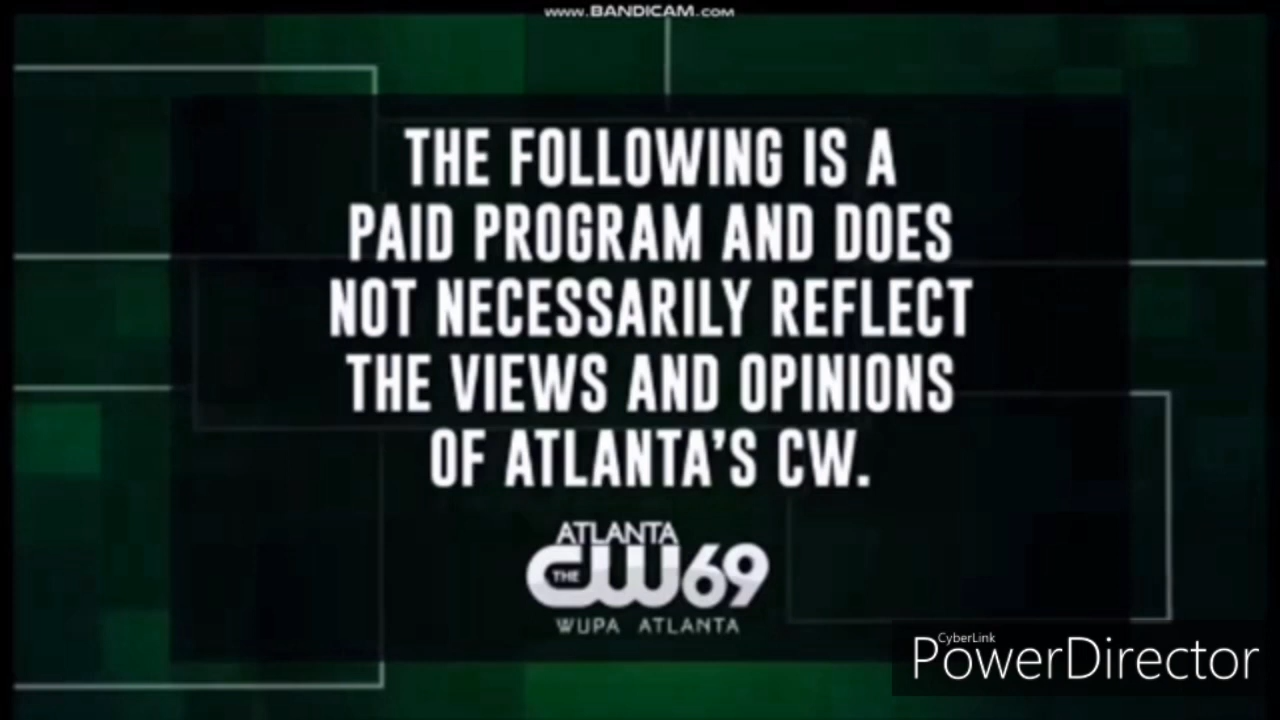 www.BANDICAM.com
THE FOLLOWING IS A
PAID PROGRAM AND DOES
NOT NECESSARILY REFLECT
THE VIEWS AND OPINIONS
OF ATLANTA'S CW.
ATLANTA
THE CW69
WUPA ATLANTA
CyberLink
PowerDirector